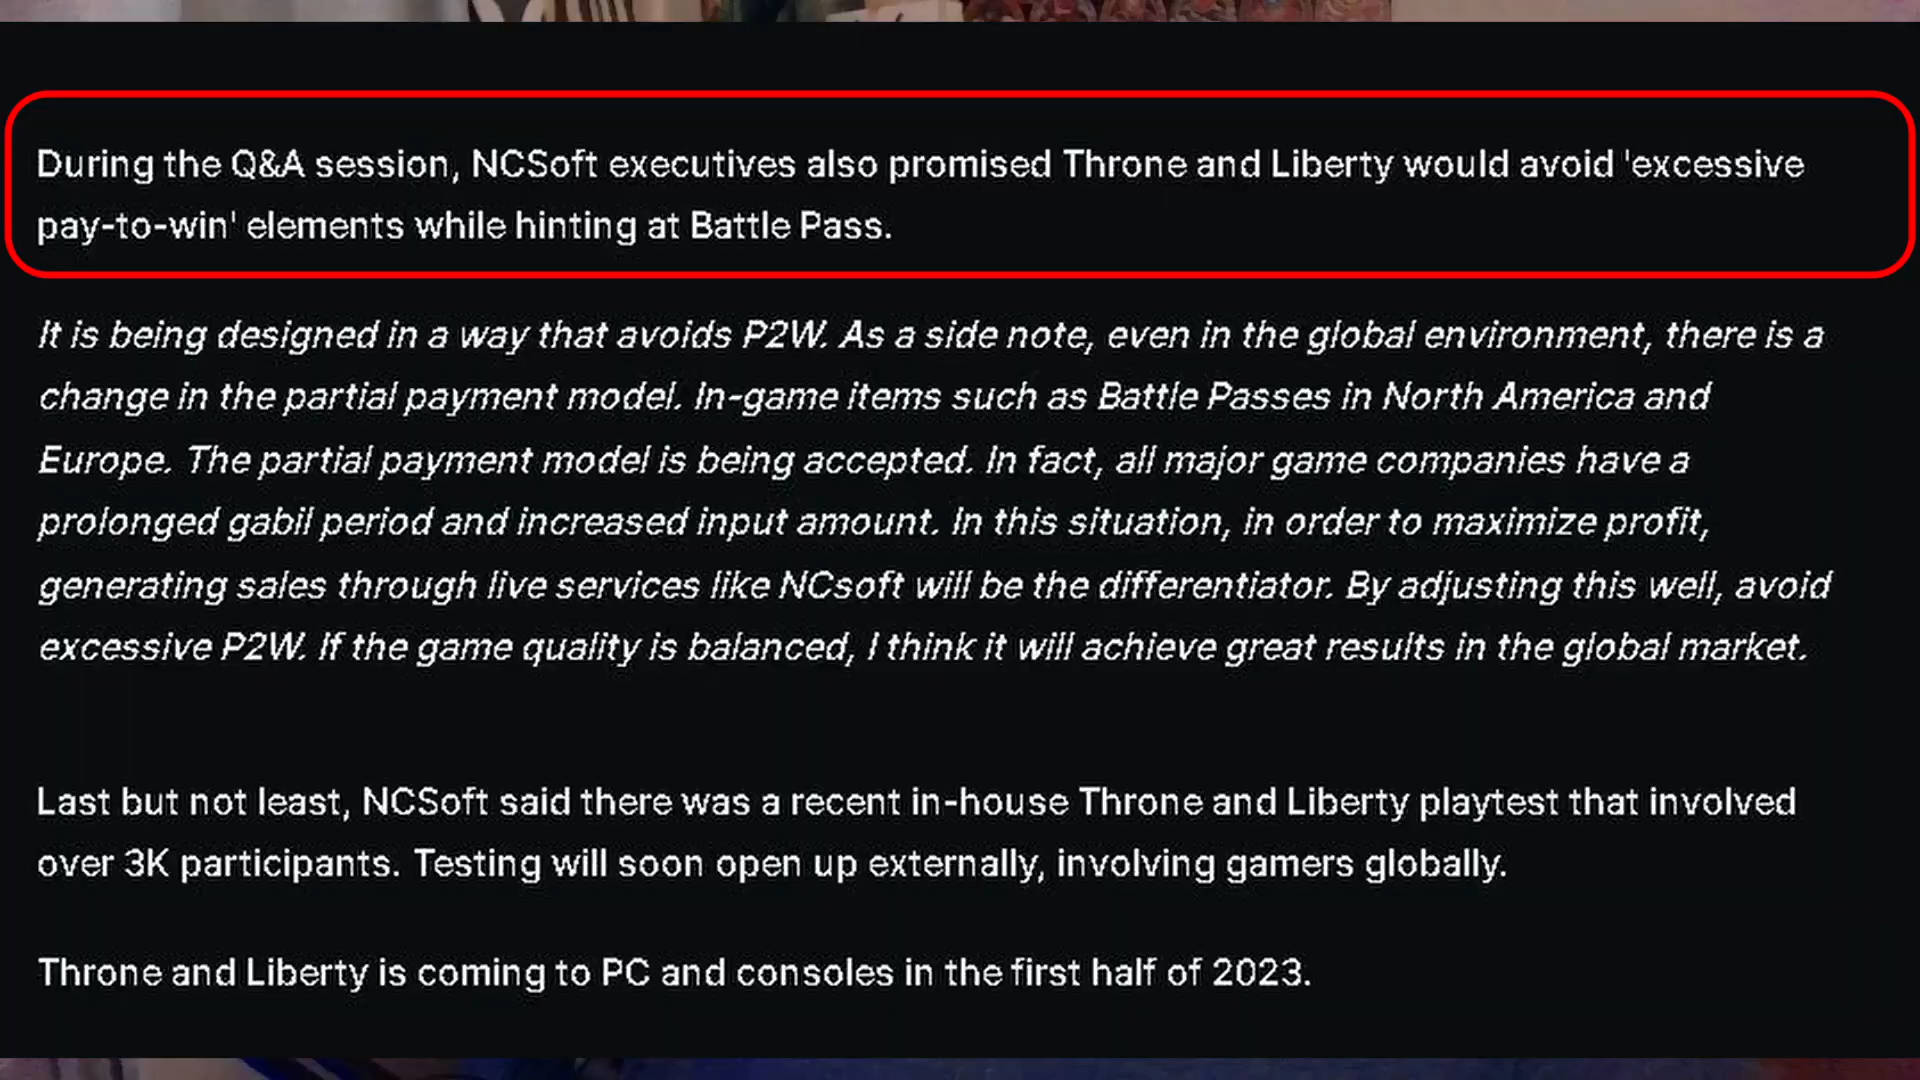 During the Q&A session, NCSoft executives also promised Throne and Liberty would avoid 'excessive
pay-to-win' elements while hinting at Battle Pass.
It is being designed in a way that avoids P2W. As a side note, even in the global environment, there is a
change in the partial payment model. In-game items such as Battle Passes in North America and
Europe. The partial payment model is being accepted. In fact, all major game companies have a
prolonged gabil period and increased input amount. In this situation, in order to maximize profit,
generating sales through live services like NCsoft will be the differentiator. By adjusting this well, avoid
excessive P2W. If the game quality is balanced, I think it will achieve great results in the global market.
Last but not least, NCSoft said there was a recent in-house Throne and Liberty playtest that involved
over 3K participants. Testing will soon open up externally, involving gamers globally.
Throne and Liberty is coming to PC and consoles in the first half of 2023.